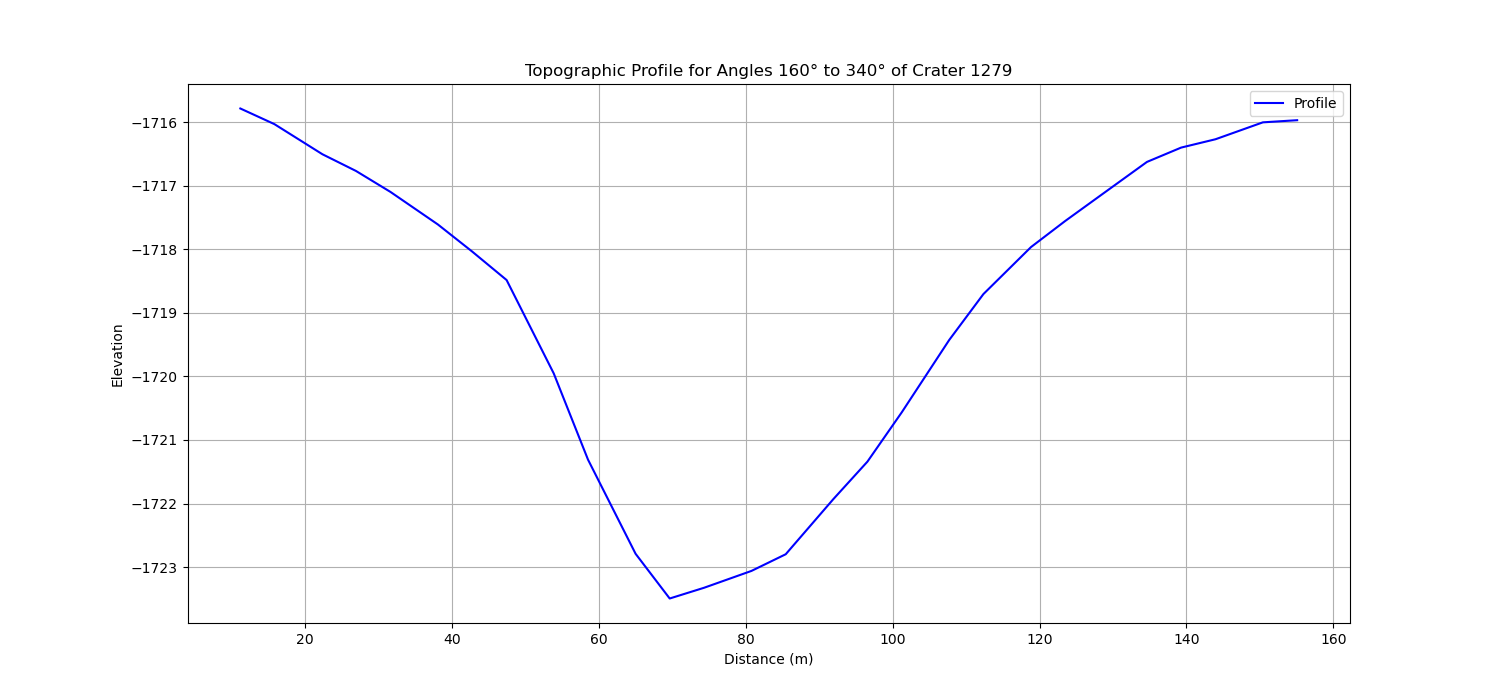 Topographic Profile for Angles 160° to 340° of Crater 1279
Profile
−1716
−1717
−1718
−1719
−1720
−1721
−1722
−1723
Elevation
20 40 60 80 100 120 140 160
Distance (m)